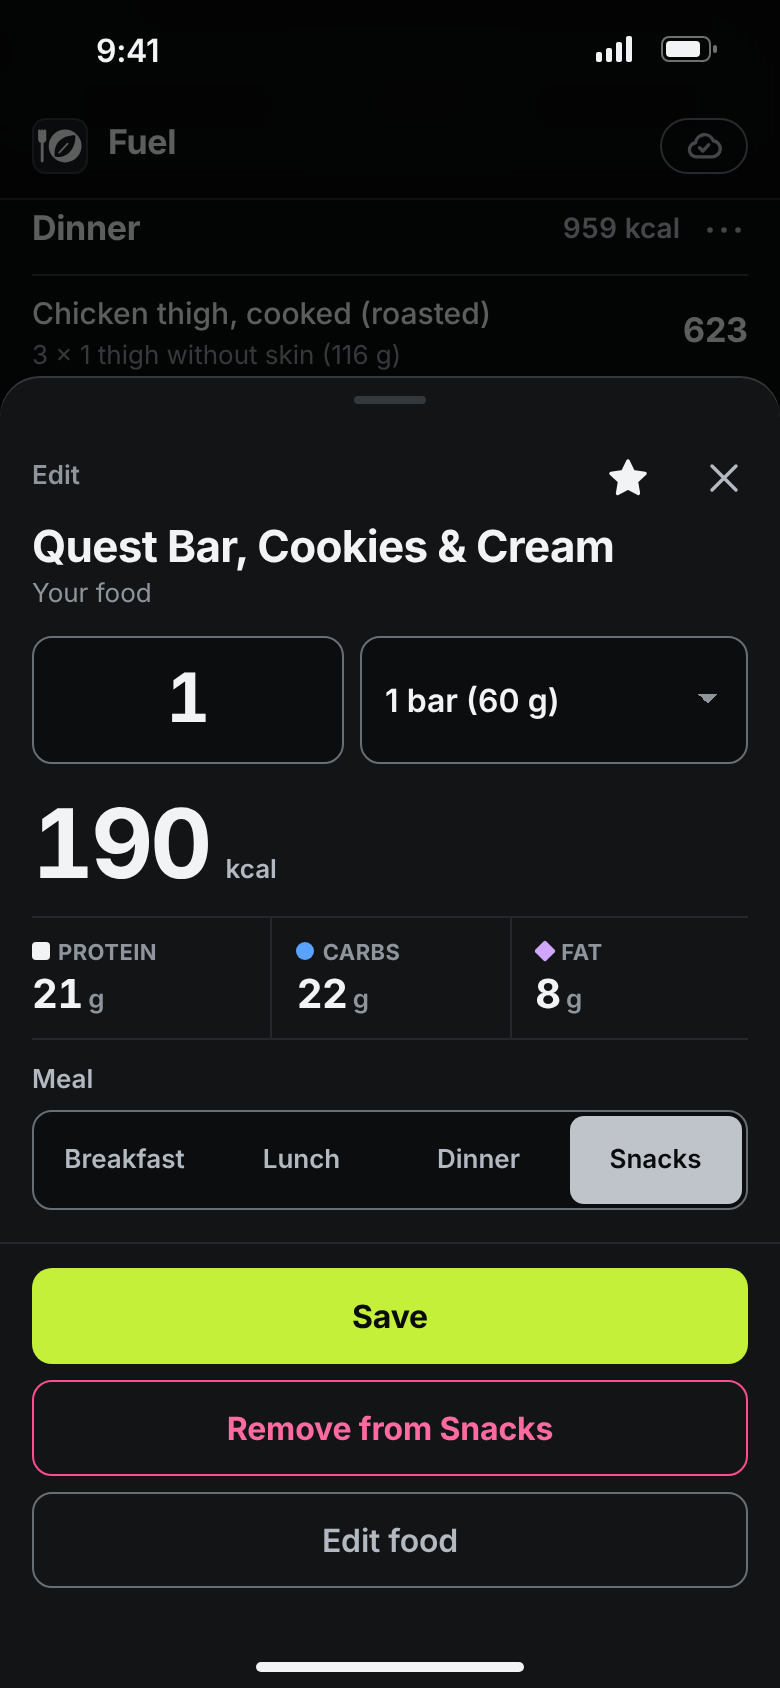 9:41
Fuel
Dinner 959 kcal ...
Chicken thigh, cooked (roasted) 623
3 × 1 thigh without skin (116 g)
Edit
Quest Bar, Cookies & Cream
Your food
1 1 bar (60 g)
190 kcal
PROTEIN CARBS FAT
21 g 22 g 8 g
Meal
Breakfast Lunch Dinner Snacks
Save
Remove from Snacks
Edit food